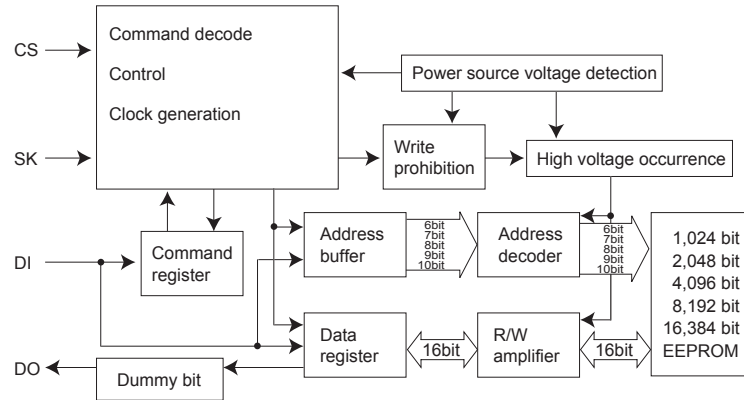 CS
SK
DI
DO
Command decode
Control
Clock generation
Power source voltage detection
Write
prohibition
High voltage occurrence
Command
register
Address
buffer
6bit
7bit
8bit
9bit
10bit
Address
decoder
6bit
7bit
8bit
9bit
10bit
1,024 bit
2,048 bit
4,096 bit
8,192 bit
16,384 bit
EEPROM
Data
register
16bit
R/W
amplifier
16bit
Dummy bit